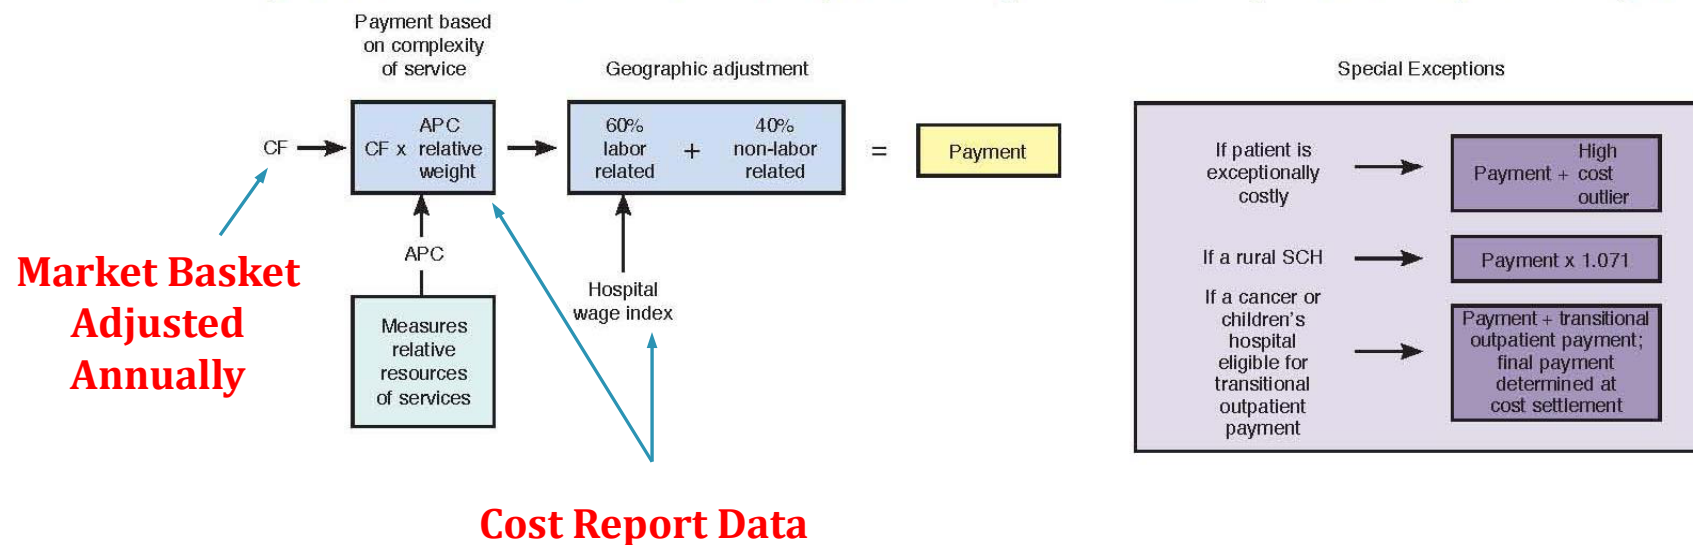 Payment based
on complexity
of service
Geographic adjustment
Special Exceptions
CF
CF x
APC
relative
weight
60%
labor
related
+
40%
non-labor
related
=
Payment
APC
Measures
relative
resources
of services
Hospital
wage index
Market Basket
Adjusted
Annually
Cost Report Data
If patient is
exceptionally
costly
Payment +
High
cost
outlier
If a rural SCH
Payment x 1.071
If a cancer or
children's
hospital
eligible for
transitional
outpatient
payment
Payment + transitional
outpatient payment;
final payment
determined at
cost settlement